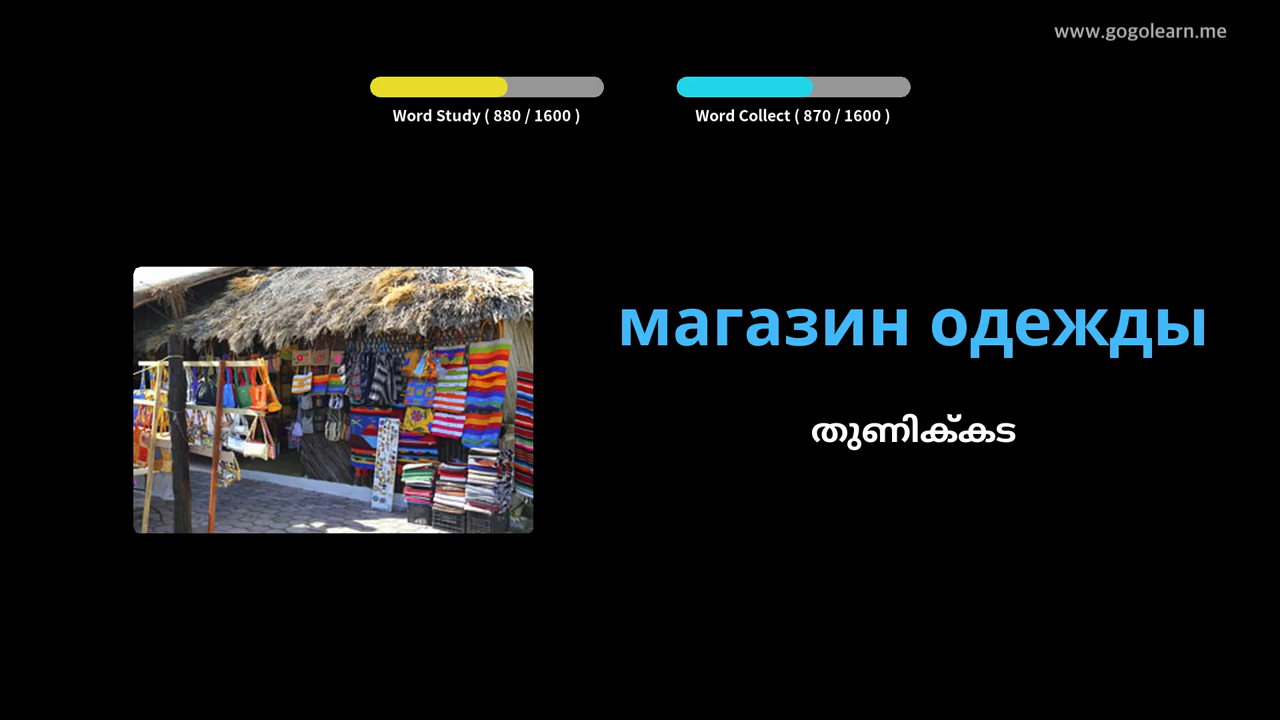 www.gogolearn.me
Word Study ( 880 / 1600 )
Word Collect ( 870 / 1600 )
магазин одежды
തുണിക്കട